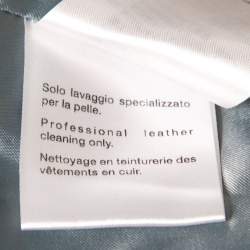 Solo lavaggio specializzato
per la pelle.
Professional leather
cleaning only.
Nettoyage en teinturerie des
vêtements en cuir.